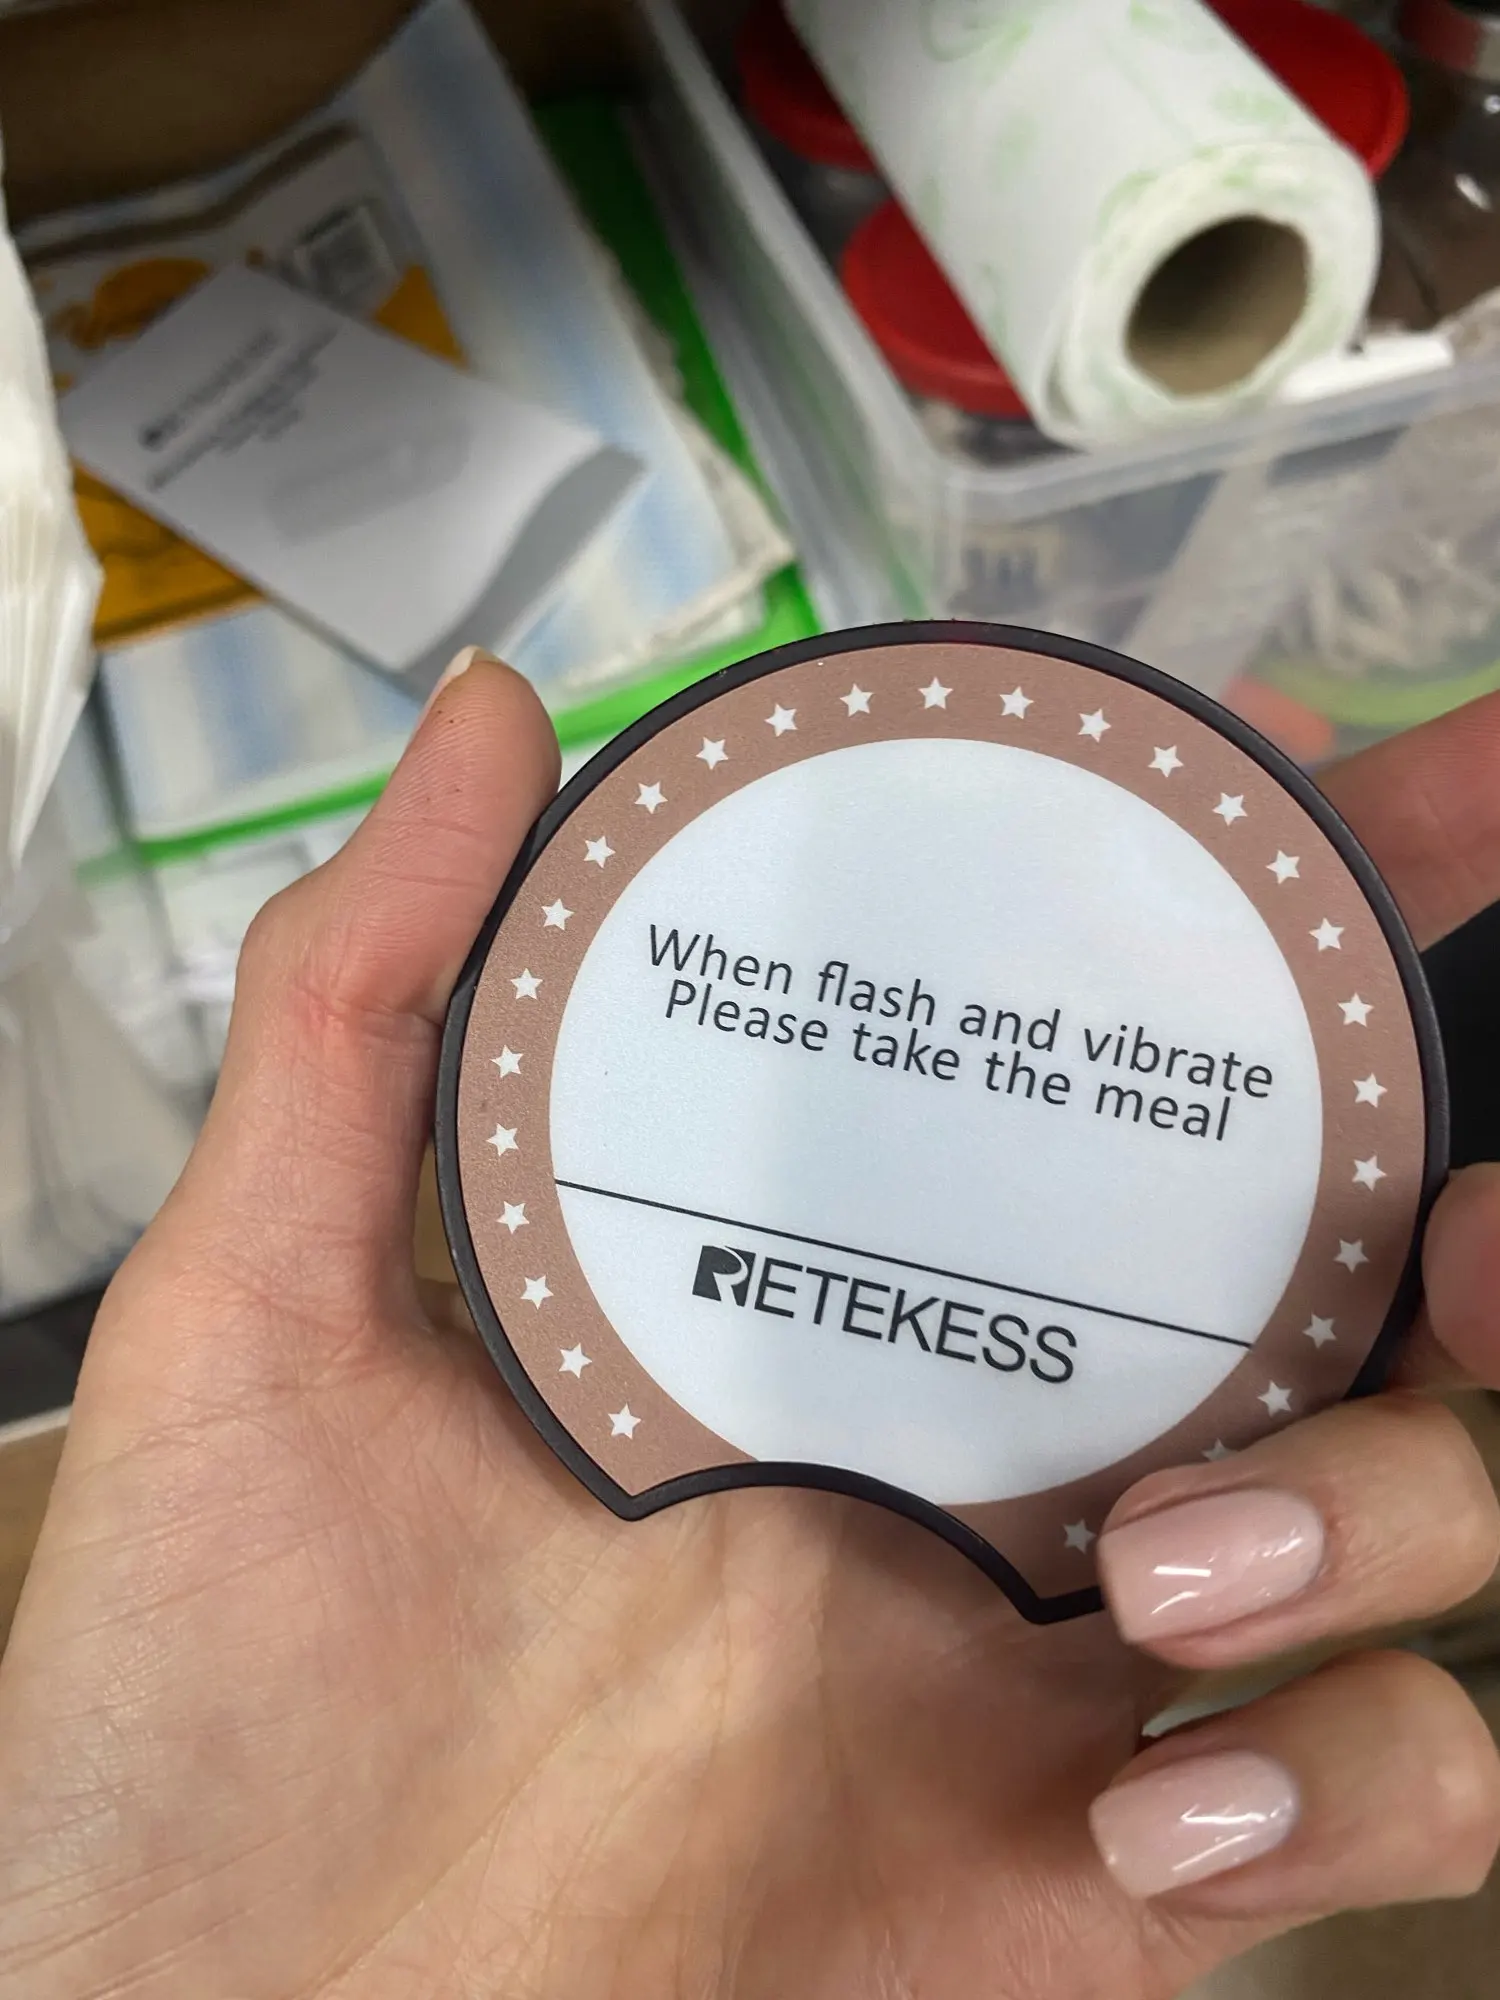 When flash and vibrate
Please take the meal
RETEKESS